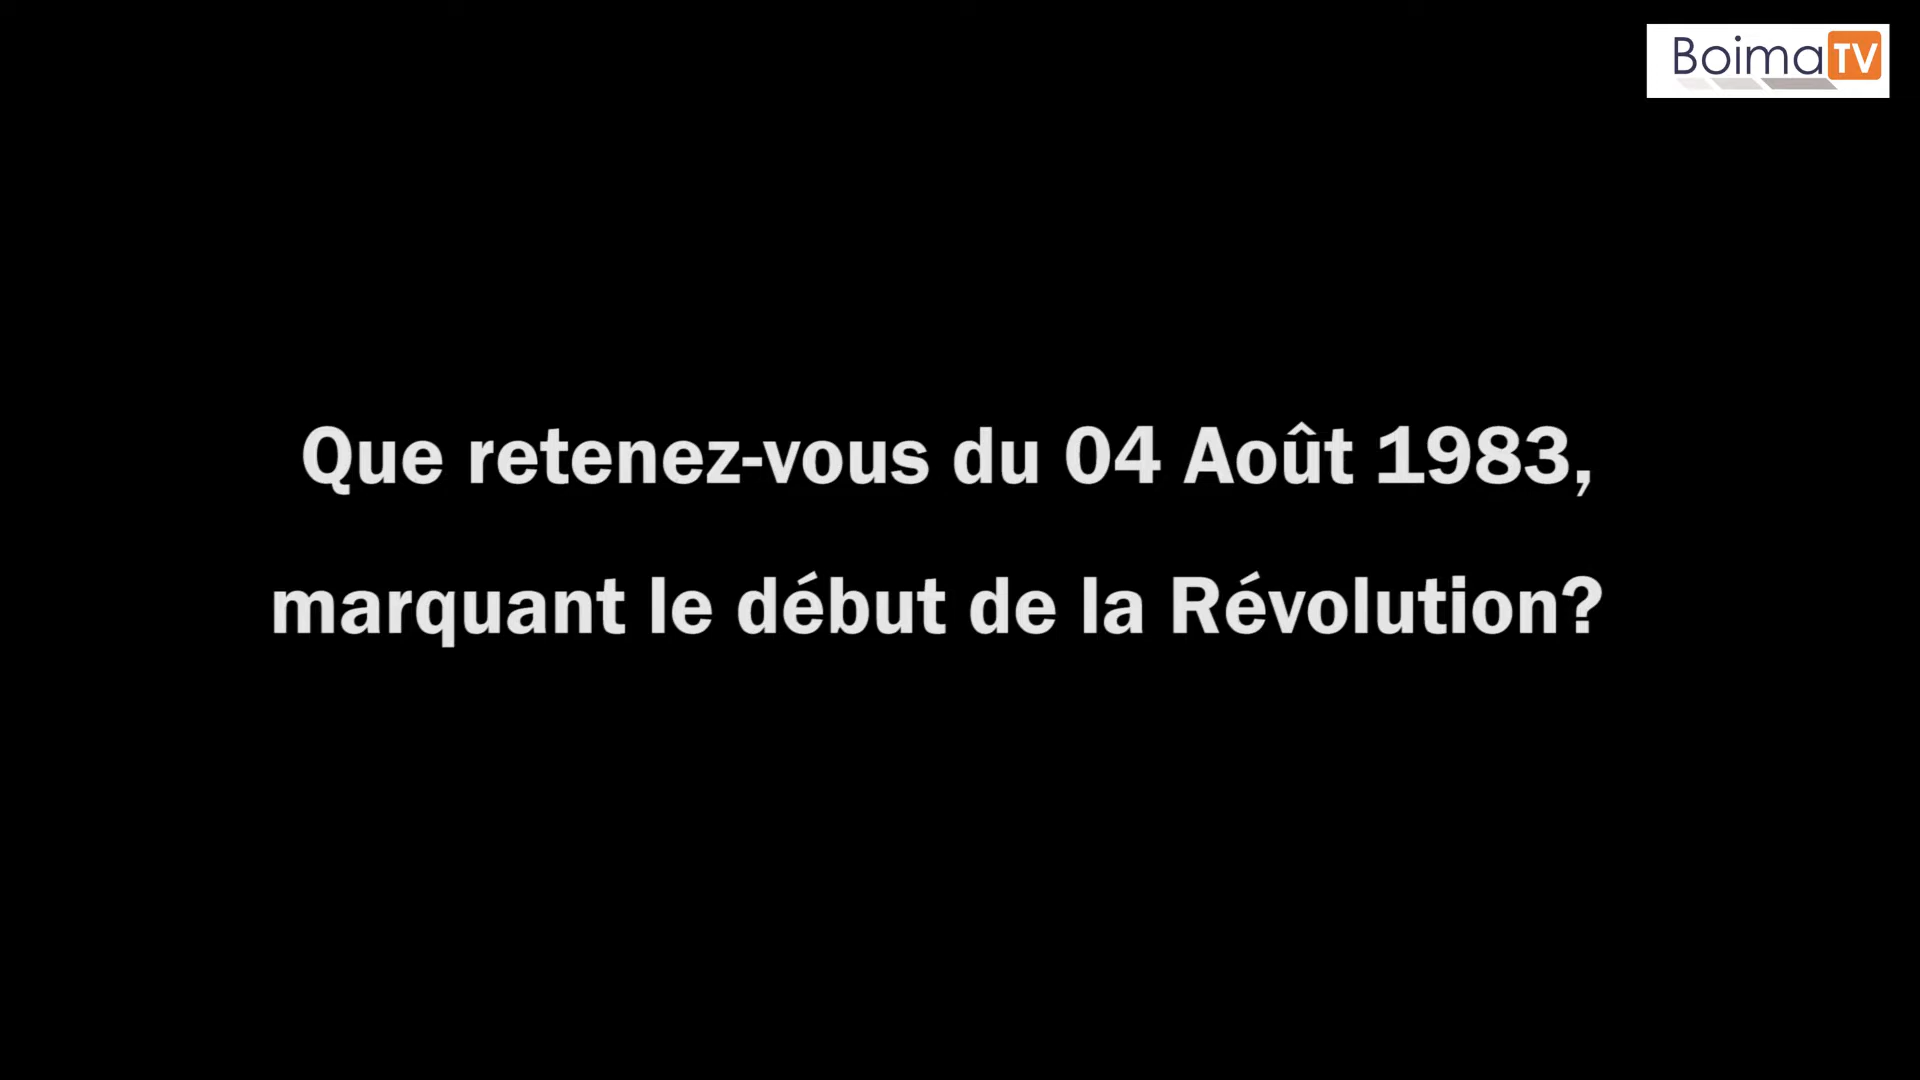 BoimaTV
Que retenez-vous du 04 Août 1983,
marquant le début de la Révolution?